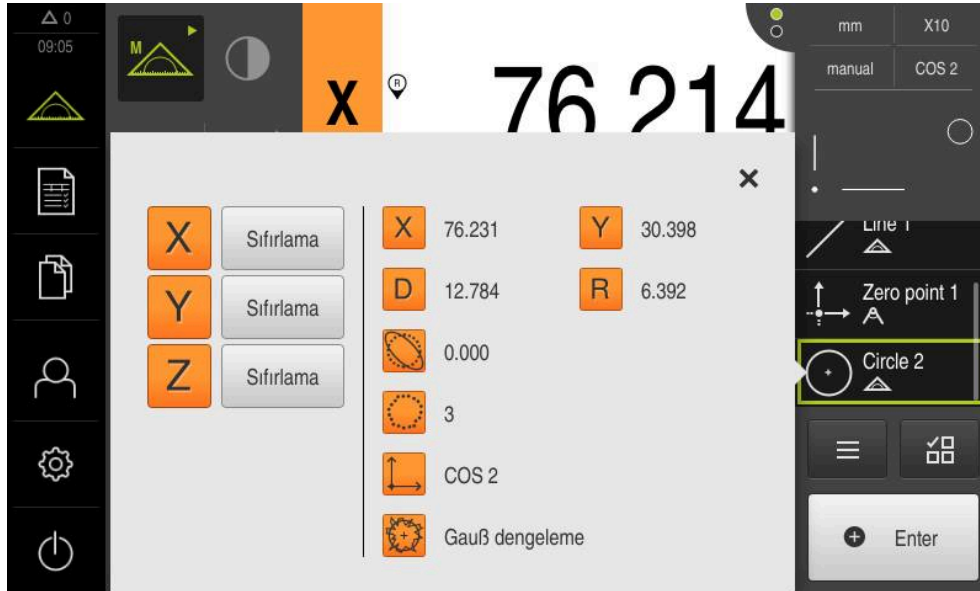 0
09:05
M
X
R
76.214
mm
X10
manual
COS 2
X
Sıfırlama
Y
Sıfırlama
Z
Sıfırlama
X
76.231
Y
30.398
D
12.784
R
6.392
0.000
3
COS 2
Gauß dengeleme
Line 1
Zero point 1
Circle 2
Enter